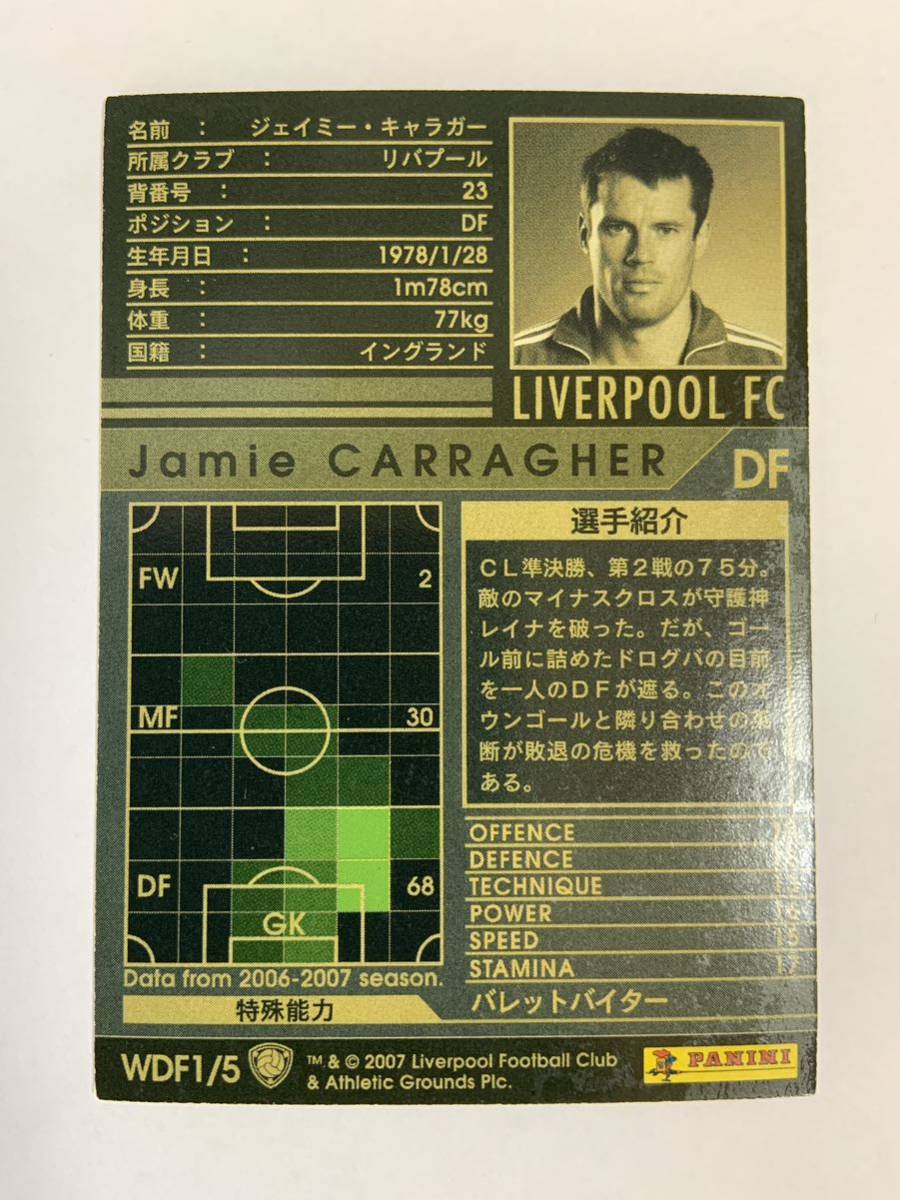 名前 : ジェイミー・キャラガー
所属クラブ : リバプール
背番号 : 23
ポジション : DF
生年月日 : 1978/1/28
身長 : 1m78cm
体重 : 77kg
国籍 : イングランド
LIVERPOOL FC
Jamie CARRAGHER
DF
FW 2
MF 30
DF 68
GK
Data from 2006-2007 season.
特殊能力
選手紹介
CL準決勝、第2戦の75分。
敵のマイナスクロスが守護神
レイナを破った。だが、ゴー
ル前に詰めたドログバの目前
を一人のDFが遮る。このオ
ウンゴールと隣り合わせの
断が敗退の危機を救ったので
ある。
OFFENCE
DEFENCE
TECHNIQUE
POWER 16
SPEED 15
STAMINA 17
バレットバイター
WDF1/5
TM & © 2007 Liverpool Football Club
& Athletic Grounds Plc.
PANINI